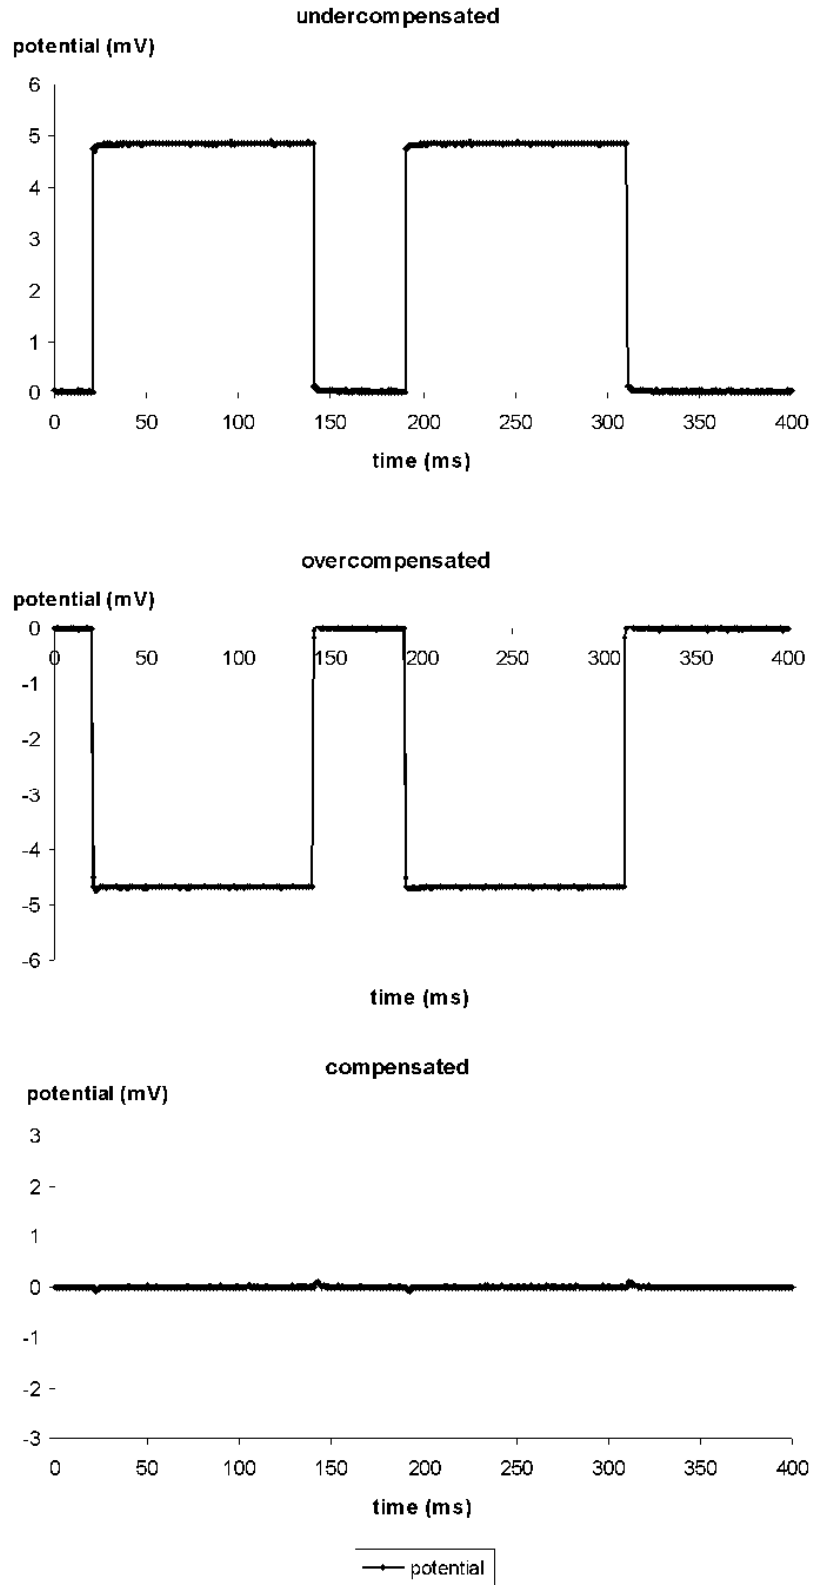 undercompensated
potential (mV)
6
5
4
3
2
1
0
0 50 100 150 200 250 300 350 400
time (ms)
overcompensated
potential (mV)
0
0 50 100 150 200 250 300 350 400
-1
-2
-3
-4
-5
-6
time (ms)
compensated
potential (mV)
3
2
1
0
-1
-2
-3
0 50 100 150 200 250 300 350 400
time (ms)
potential